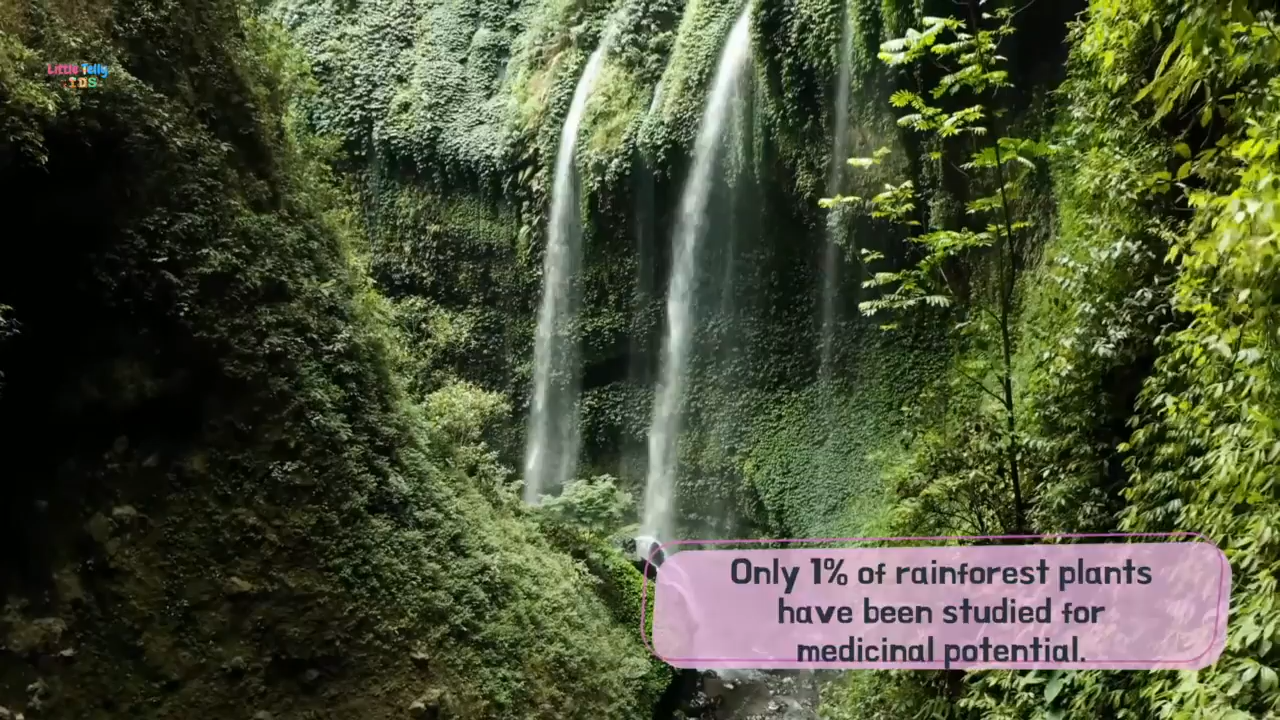 Little Telly
KIDS
Only 1% of rainforest plants
have been studied for
medicinal potential.